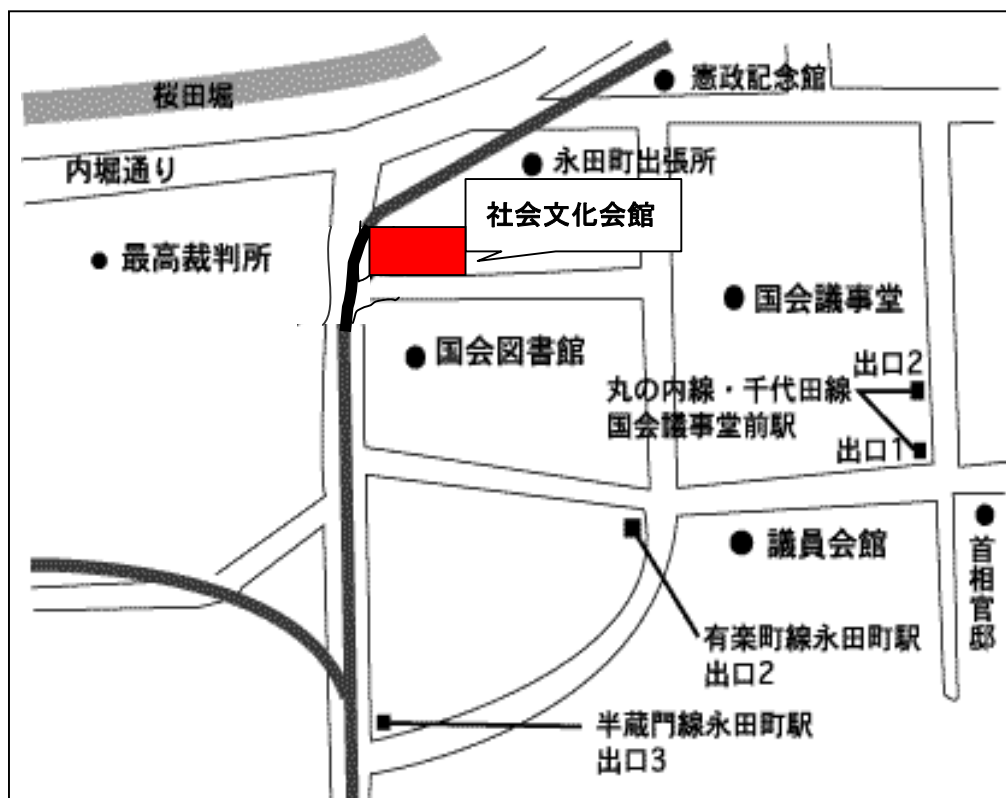 憲政記念館
桜田堀
永田町出張所
内堀通り
社会文化会館
最高裁判所
国会議事堂
国会図書館
出口2
丸の内線・千代田線
国会議事堂前駅
出口1
議員会館
首相官邸
有楽町線永田町駅
出口2
半蔵門線永田町駅
出口3